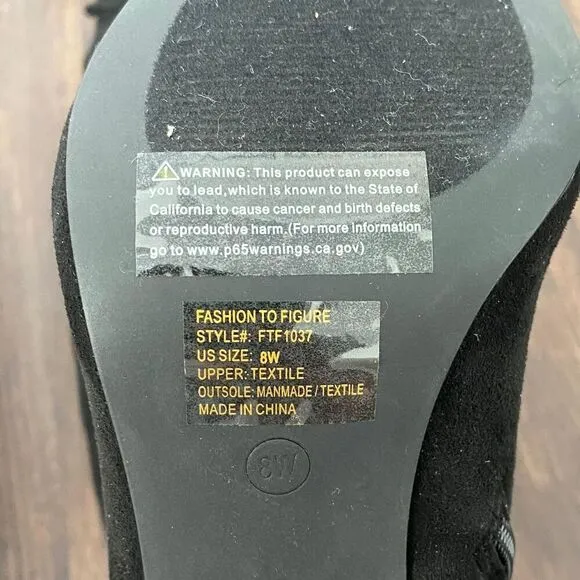 WARNING: This product can expose
you to lead,which is known to the State of
California to cause cancer and birth defects
or reproductive harm.(For more information
go to www.p65warnings.ca.gov)
FASHION TO FIGURE
STYLE#: FTF1037
US SIZE: 8W
UPPER: TEXTILE
OUTSOLE: MANMADE/TEXTILE
MADE IN CHINA
8W